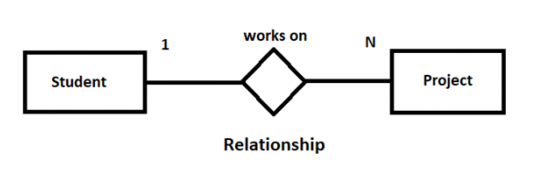 works on
1
N
Student
Project
Relationship